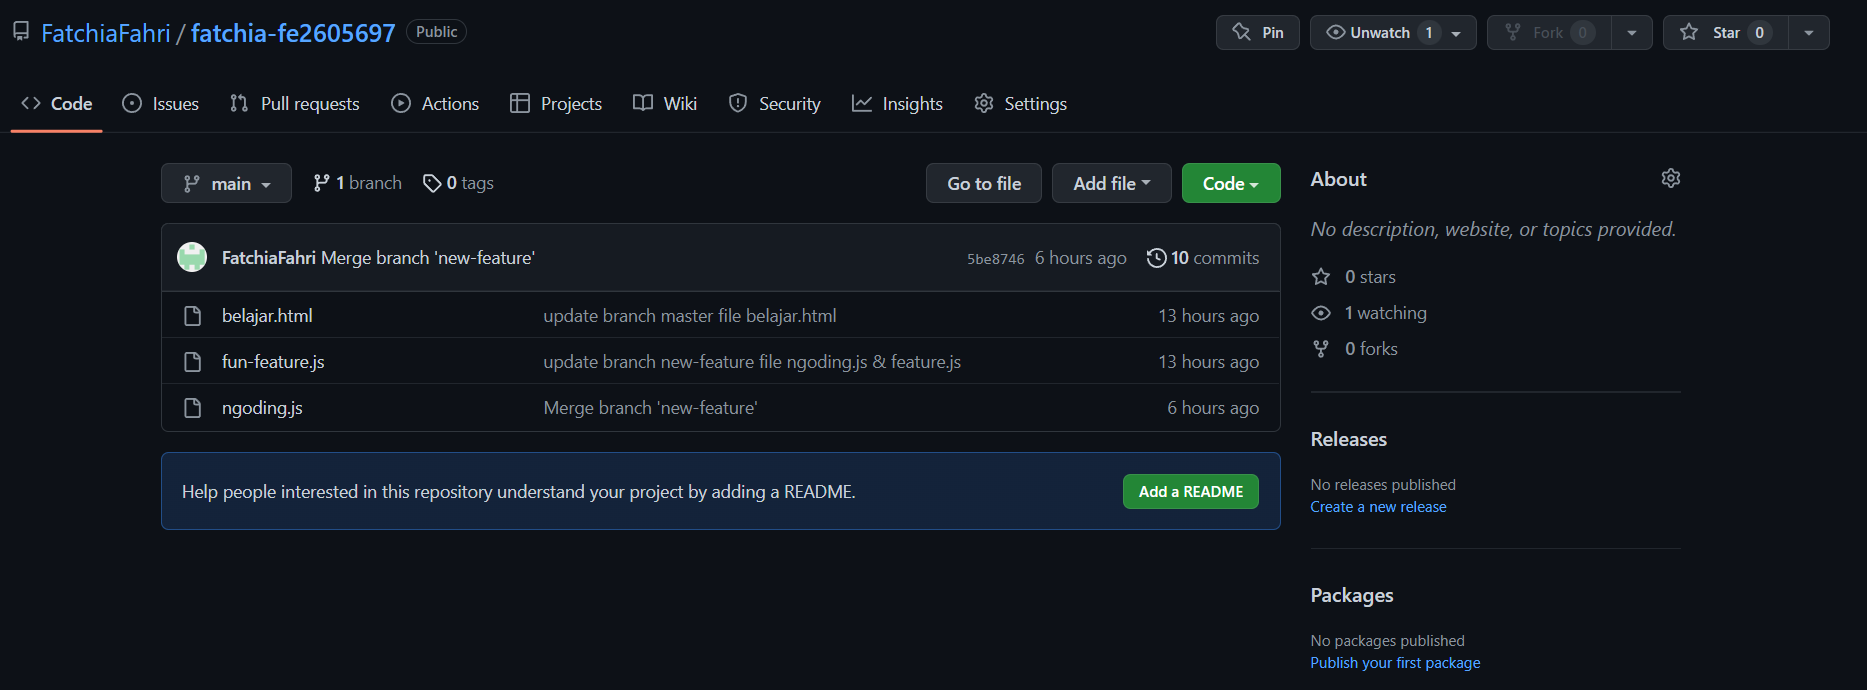 FatchiaFahri / fatchia-fe2605697 Public
Pin
Unwatch 1
Fork 0
Star 0
Code Issues Pull requests Actions Projects Wiki Security Insights Settings
main 1 branch 0 tags
Go to file Add file Code
FatchiaFahri Merge branch 'new-feature' 5be8746 6 hours ago 10 commits
belajar.html update branch master file belajar.html 13 hours ago
fun-feature.js update branch new-feature file ngoding.js & feature.js 13 hours ago
ngoding.js Merge branch 'new-feature' 6 hours ago
Help people interested in this repository understand your project by adding a README. Add a README
About
No description, website, or topics provided.
0 stars
1 watching
0 forks
Releases
No releases published
Create a new release
Packages
No packages published
Publish your first package